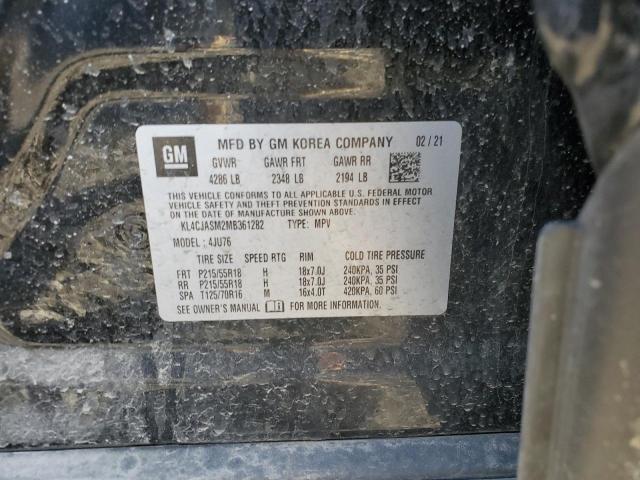 GM
MFD BY GM KOREA COMPANY 02 / 21
GVWR GAWR FRT GAWR RR
4286 LB 2348 LB 2194 LB
THIS VEHICLE CONFORMS TO ALL APPLICABLE U.S. FEDERAL MOTOR
VEHICLE SAFETY AND THEFT PREVENTION STANDARDS IN EFFECT
ON THE DATE OF MANUFACTURE SHOWN ABOVE.
KL4CJASM2MB361282 TYPE: MPV
MODEL : 4JU76
TIRE SIZE SPEED RTG RIM COLD TIRE PRESSURE
FRT P215/55R18 H 18x7.0J 240KPA, 35 PSI
RR P215/55R18 H 18x7.0J 240KPA, 35 PSI
SPA T125/70R16 M 16x4.0T 420KPA, 60 PSI
SEE OWNER'S MANUAL FOR MORE INFORMATION.